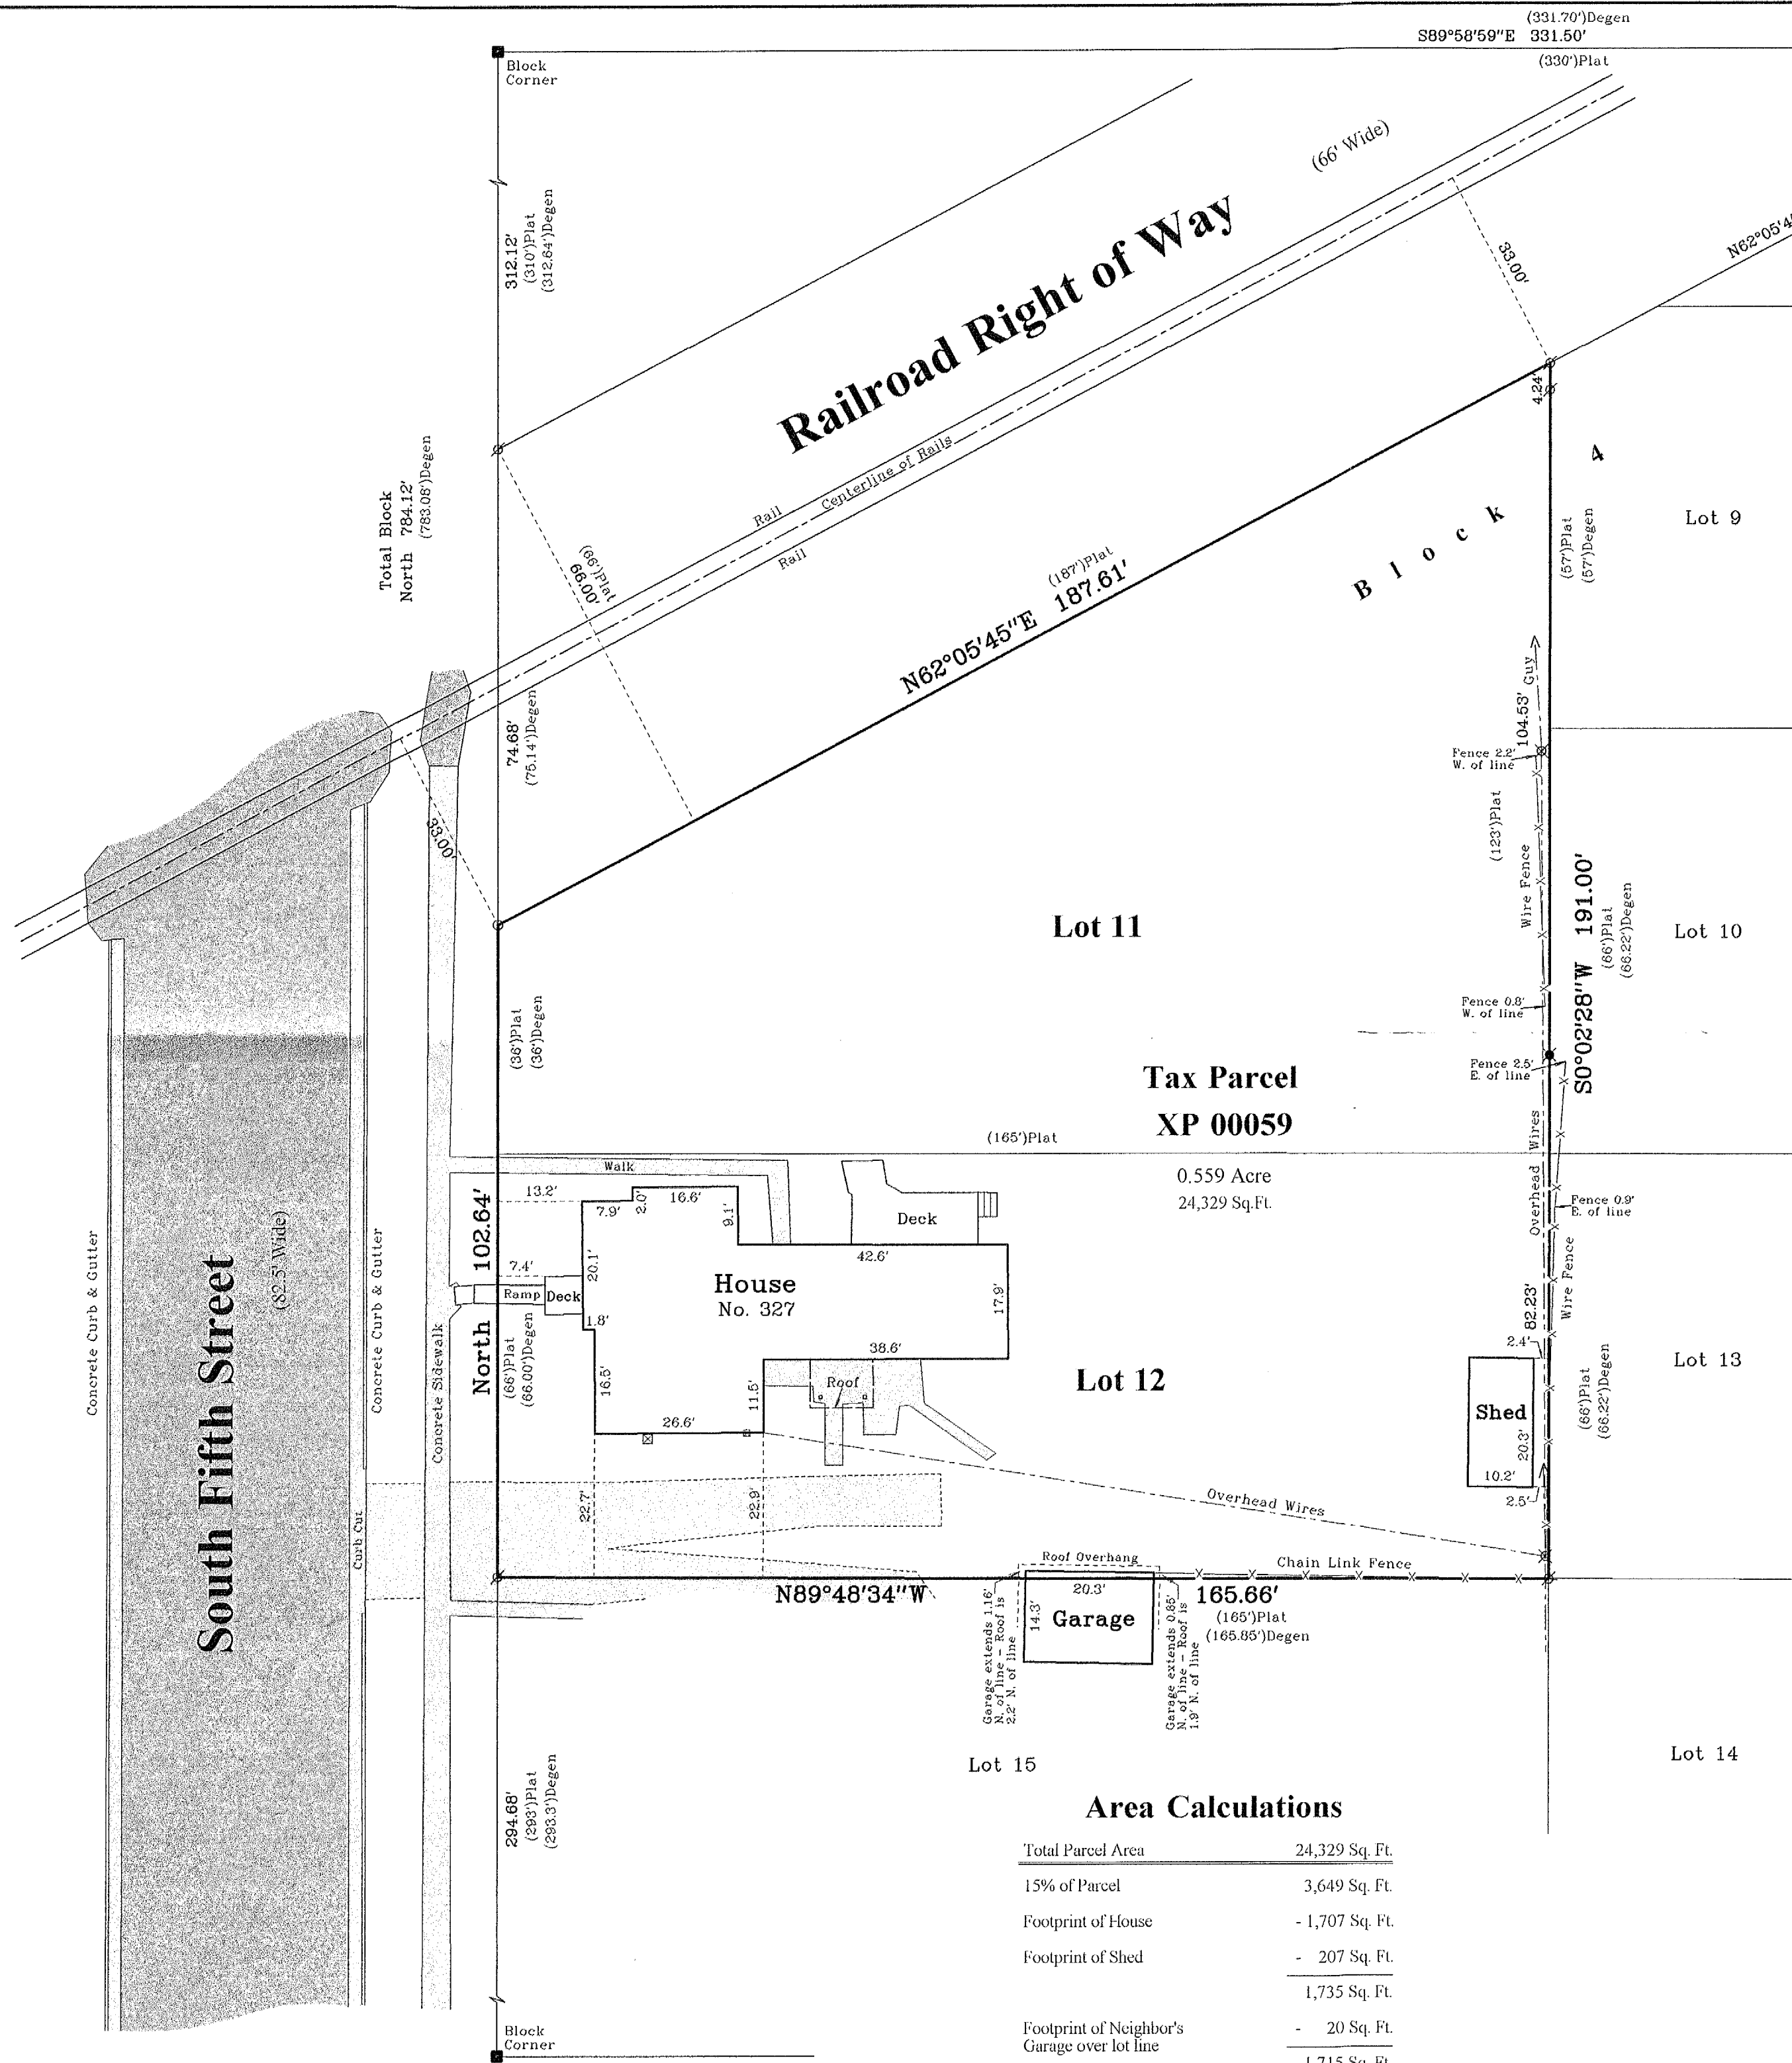 (331.70')Degen
S89°58'59"E 331.50'
(330')Plat
Block
Corner
(66' Wide)
312.12'
(310')Plat
(312.64')Degen
Railroad Right of Way
33.00'
N62°05'4
4.24'
Total Block
North 784.12'
(783.08')Degen
Rail
Centerline of Rails
Rail
(66')Plat
66.00'
(187')Plat
N62°05'45"E 187.61'
Block 4
(57')Plat
(57')Degen
Lot 9
74.68'
(75.14')Degen
33.00'
Guy
104.53'
Fence 2.2'
W. of line
(123')Plat
Wire Fence
Lot 11
S0°02'28"W 191.00'
(66')Plat
(66.22')Degen
Lot 10
(36')Plat
(36')Degen
Fence 0.8'
W. of line
Fence 2.5'
E. of line
Tax Parcel
XP 00059
(165')Plat
0.559 Acre
24,329 Sq.Ft.
Overhead Wires
Fence 0.9'
E. of line
Wire Fence
Walk
13.2'
7.9'
2.0'
16.6'
9.1'
Deck
42.6'
North 102.64'
20.1'
7.4'
Ramp
Deck
House
No. 327
17.9'
1.8'
(66')Plat
(66.00')Degen
16.5'
38.6'
Roof
11.5'
26.6'
Lot 12
82.23'
2.4'
Shed
20.3'
10.2'
2.5'
(66')Plat
(66.22')Degen
Lot 13
South Fifth Street
(82.5' Wide)
Concrete Curb & Gutter
Concrete Curb & Gutter
Concrete Sidewalk
Curb Cut
22.7'
22.9'
Overhead Wires
Roof Overhang
Chain Link Fence
N89°48'34"W 165.66'
(165')Plat
(165.85')Degen
20.3'
14.3'
Garage
Garage extends 1.16'
N. of line - Roof is
2.2' N. of line
Garage extends 0.85'
N. of line - Roof is
1.9' N. of line
Lot 15
Lot 14
294.68'
(293')Plat
(293.3')Degen
Area Calculations
Total Parcel Area 24,329 Sq. Ft.
15% of Parcel 3,649 Sq. Ft.
Footprint of House - 1,707 Sq. Ft.
Footprint of Shed - 207 Sq. Ft.
1,735 Sq. Ft.
Footprint of Neighbor's - 20 Sq. Ft.
Garage over lot line
1,715 Sq. Ft.
Block
Corner